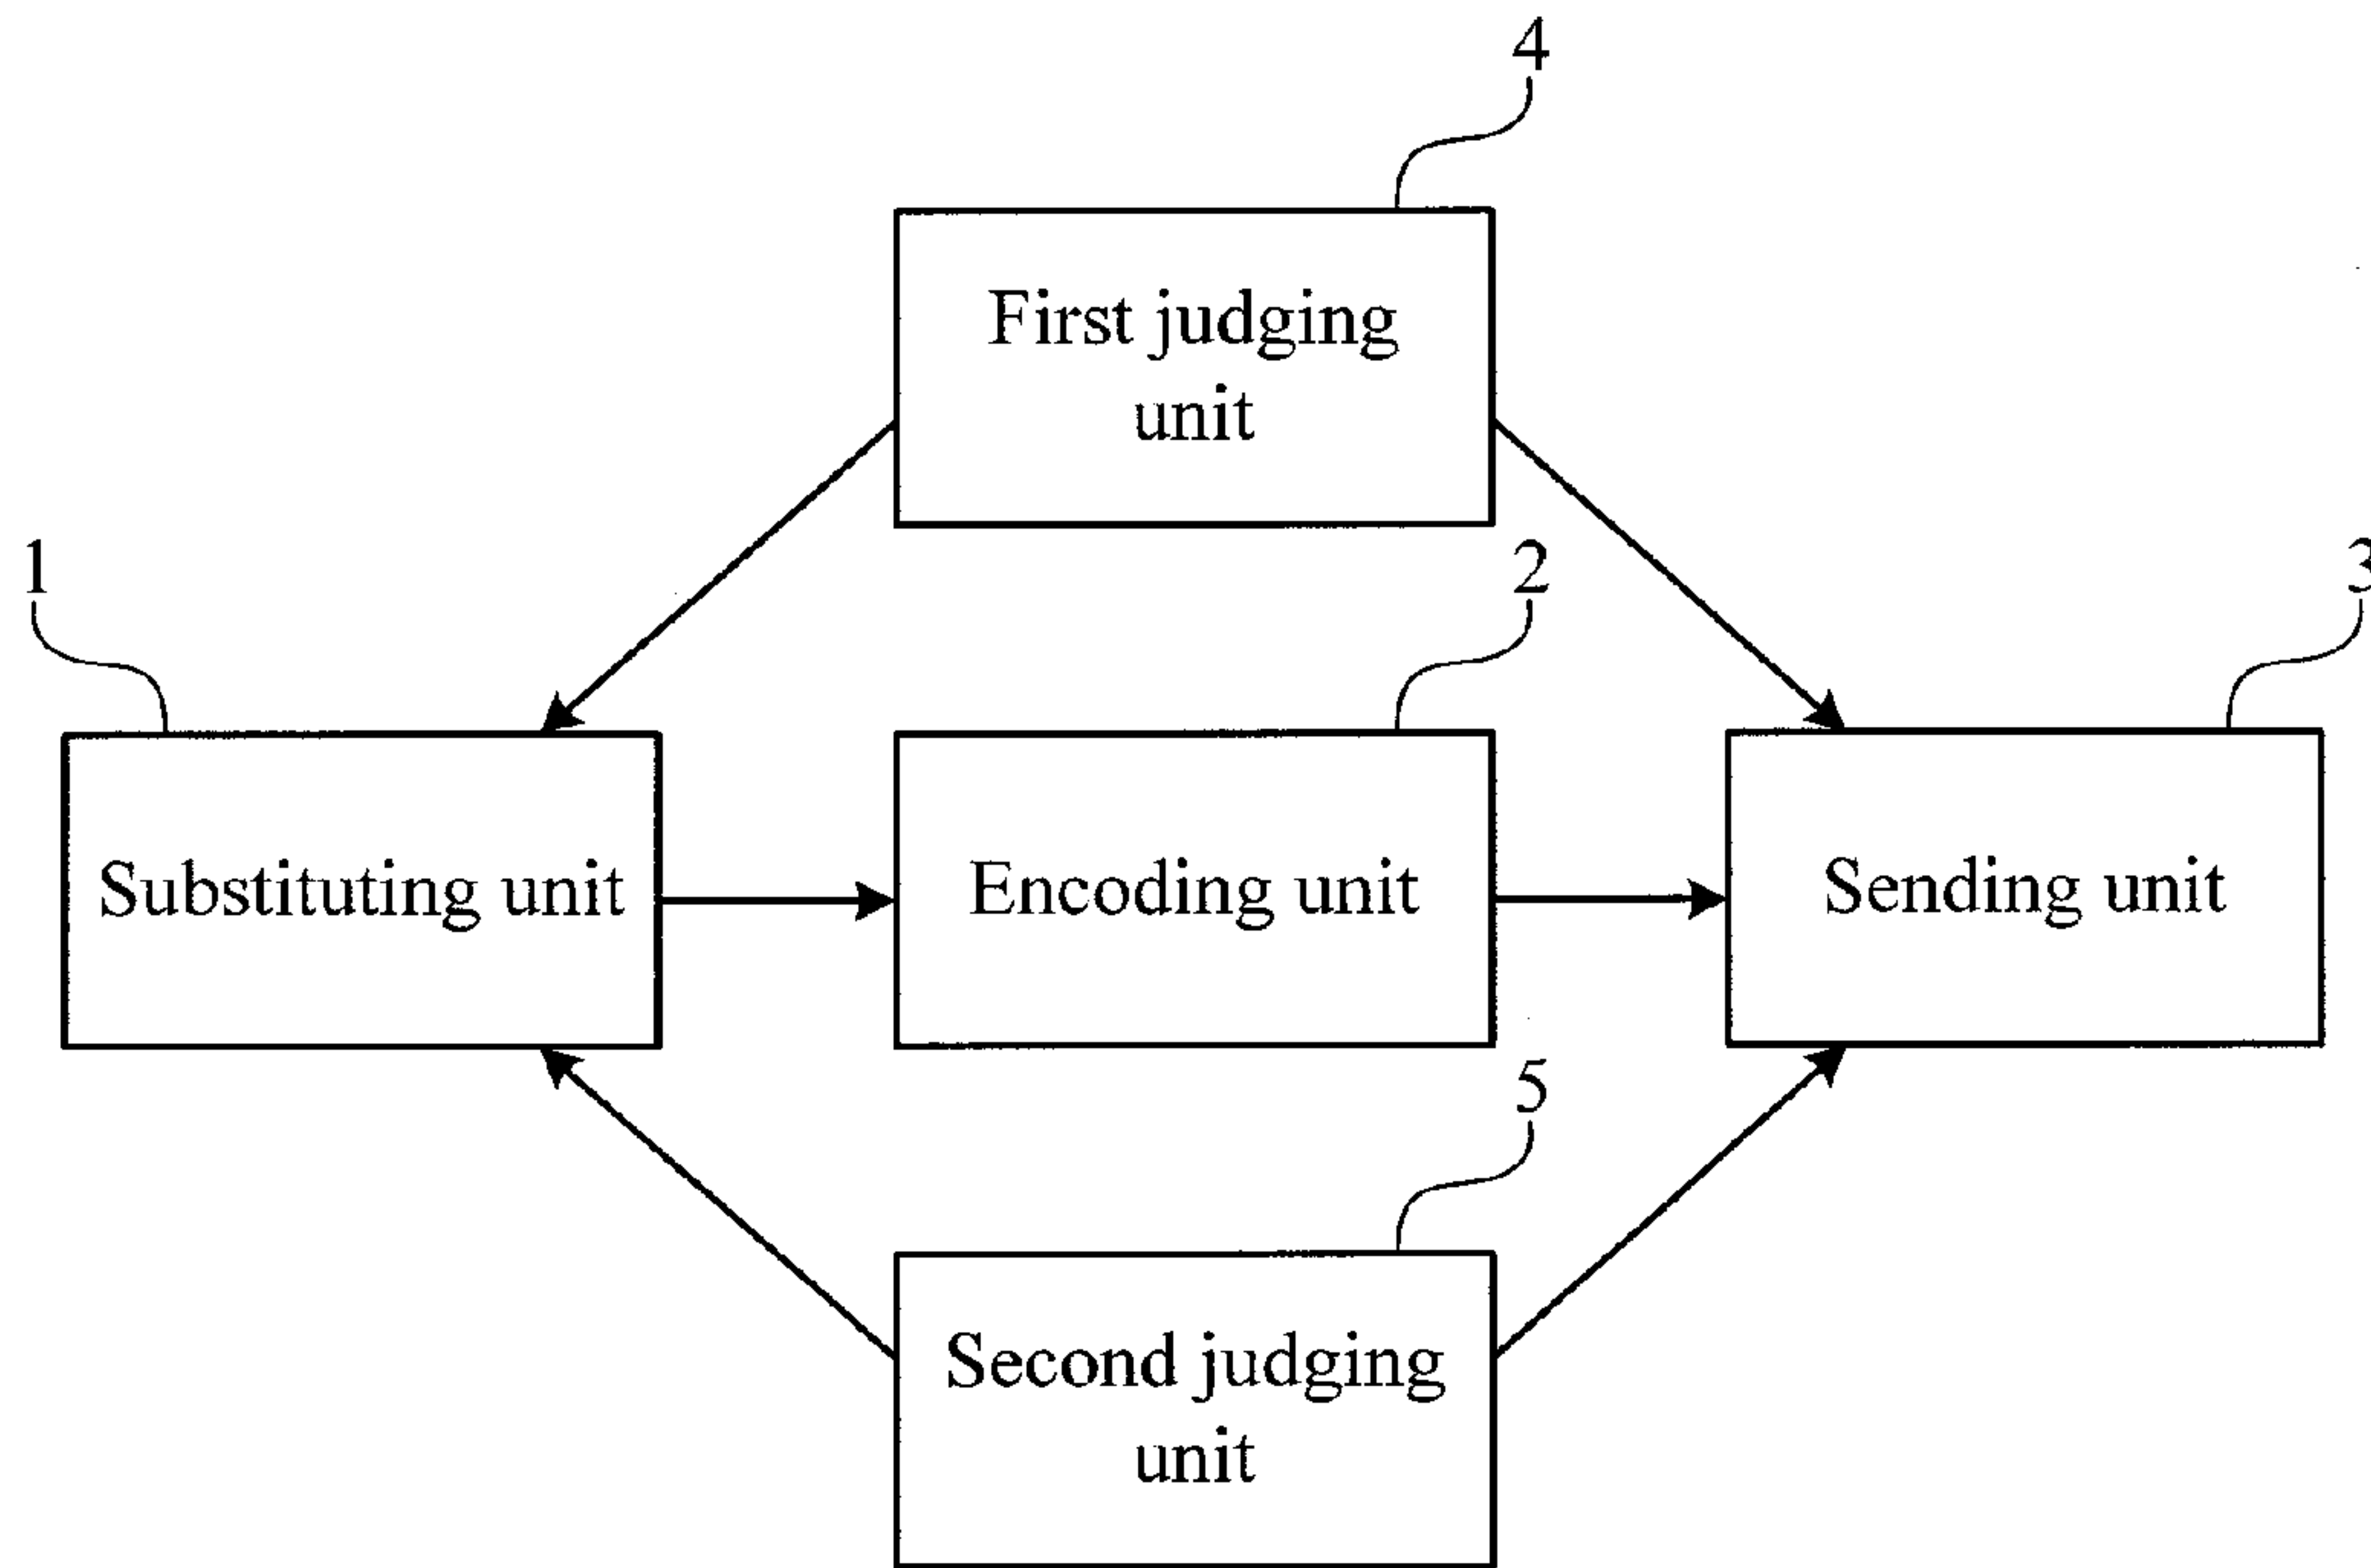 4
First judging
unit
1
2
3
Substituting unit
Encoding unit
Sending unit
5
Second judging
unit